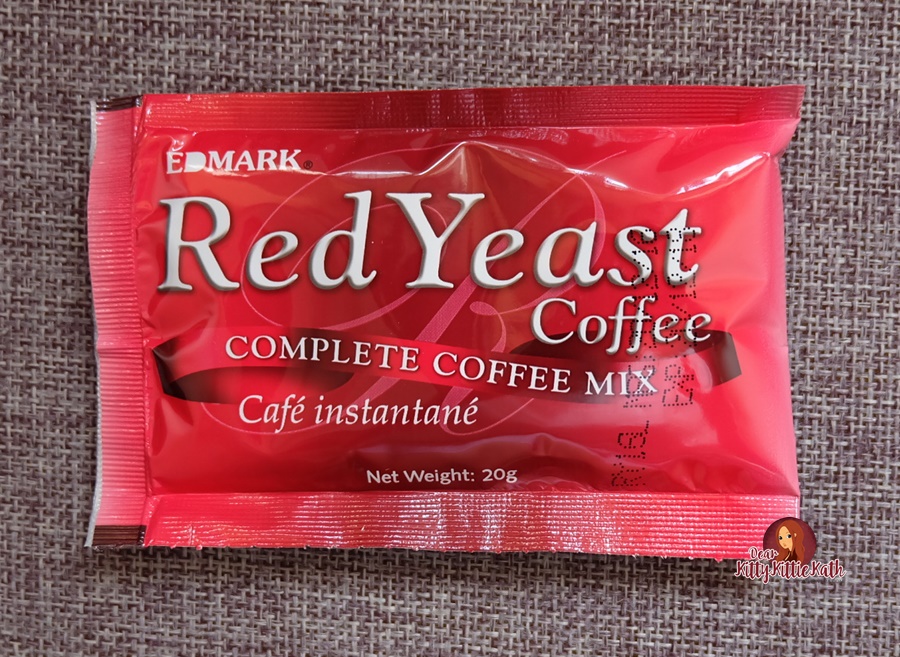 EDMARK®
Red Yeast
Coffee
COMPLETE COFFEE MIX
Café instantané
Net Weight: 20g
Dear
KittyKittieKath